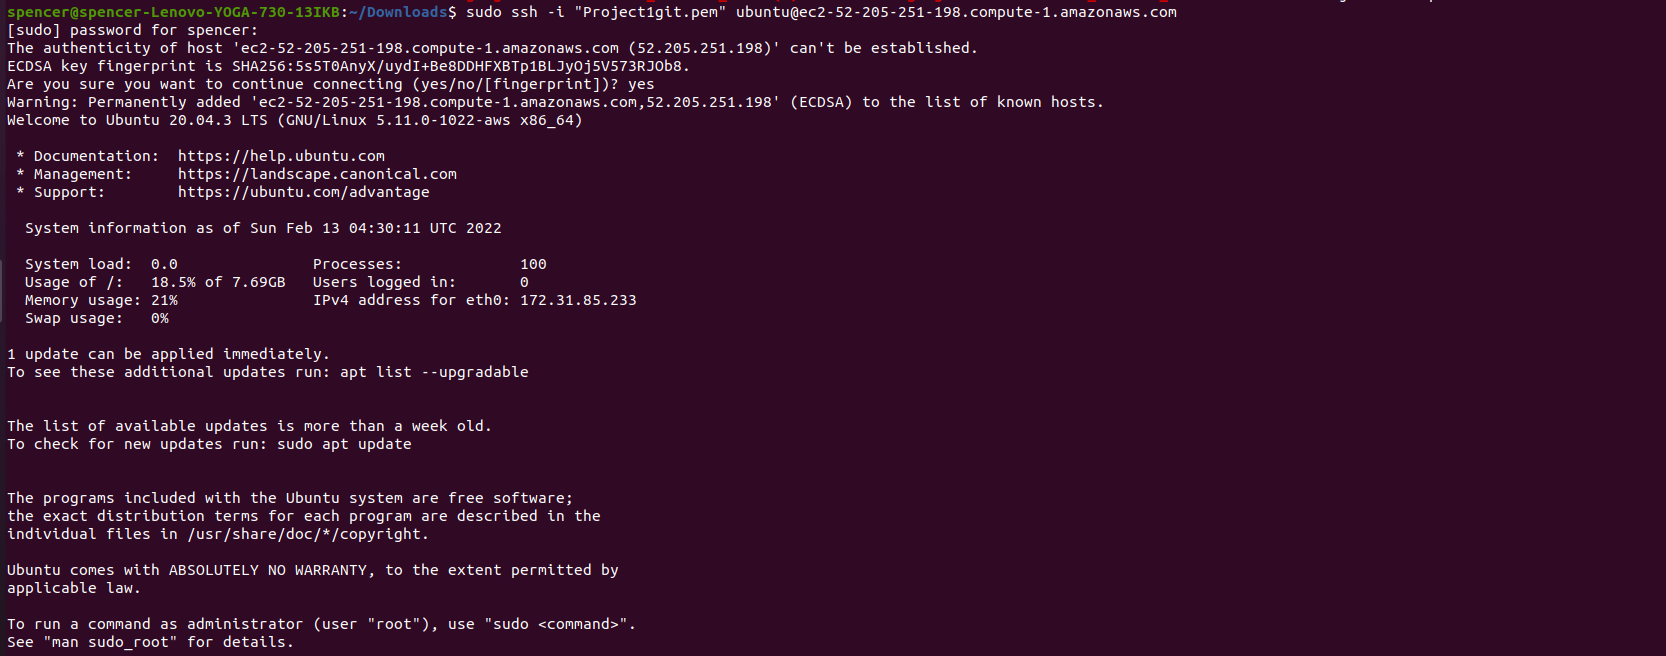 spencer@spencer-Lenovo-YOGA-730-13IKB:~/Downloads$ sudo ssh -i "Project1git.pem" ubuntu@ec2-52-205-251-198.compute-1.amazonaws.com
[sudo] password for spencer:
The authenticity of host 'ec2-52-205-251-198.compute-1.amazonaws.com (52.205.251.198)' can't be established.
ECDSA key fingerprint is SHA256:5s5T0AnyX/uydI+Be8DDHFXBTp1BLJyOj5V573RJOb8.
Are you sure you want to continue connecting (yes/no/[fingerprint])? yes
Warning: Permanently added 'ec2-52-205-251-198.compute-1.amazonaws.com,52.205.251.198' (ECDSA) to the list of known hosts.
Welcome to Ubuntu 20.04.3 LTS (GNU/Linux 5.11.0-1022-aws x86_64)
 * Documentation:  https://help.ubuntu.com
 * Management:     https://landscape.canonical.com
 * Support:        https://ubuntu.com/advantage
  System information as of Sun Feb 13 04:30:11 UTC 2022
  System load:  0.0               Processes:             100
  Usage of /:   18.5% of 7.69GB   Users logged in:       0
  Memory usage: 21%               IPv4 address for eth0: 172.31.85.233
  Swap usage:   0%
1 update can be applied immediately.
To see these additional updates run: apt list --upgradable
The list of available updates is more than a week old.
To check for new updates run: sudo apt update
The programs included with the Ubuntu system are free software;
the exact distribution terms for each program are described in the
individual files in /usr/share/doc/*/copyright.
Ubuntu comes with ABSOLUTELY NO WARRANTY, to the extent permitted by
applicable law.
To run a command as administrator (user "root"), use "sudo <command>".
See "man sudo_root" for details.